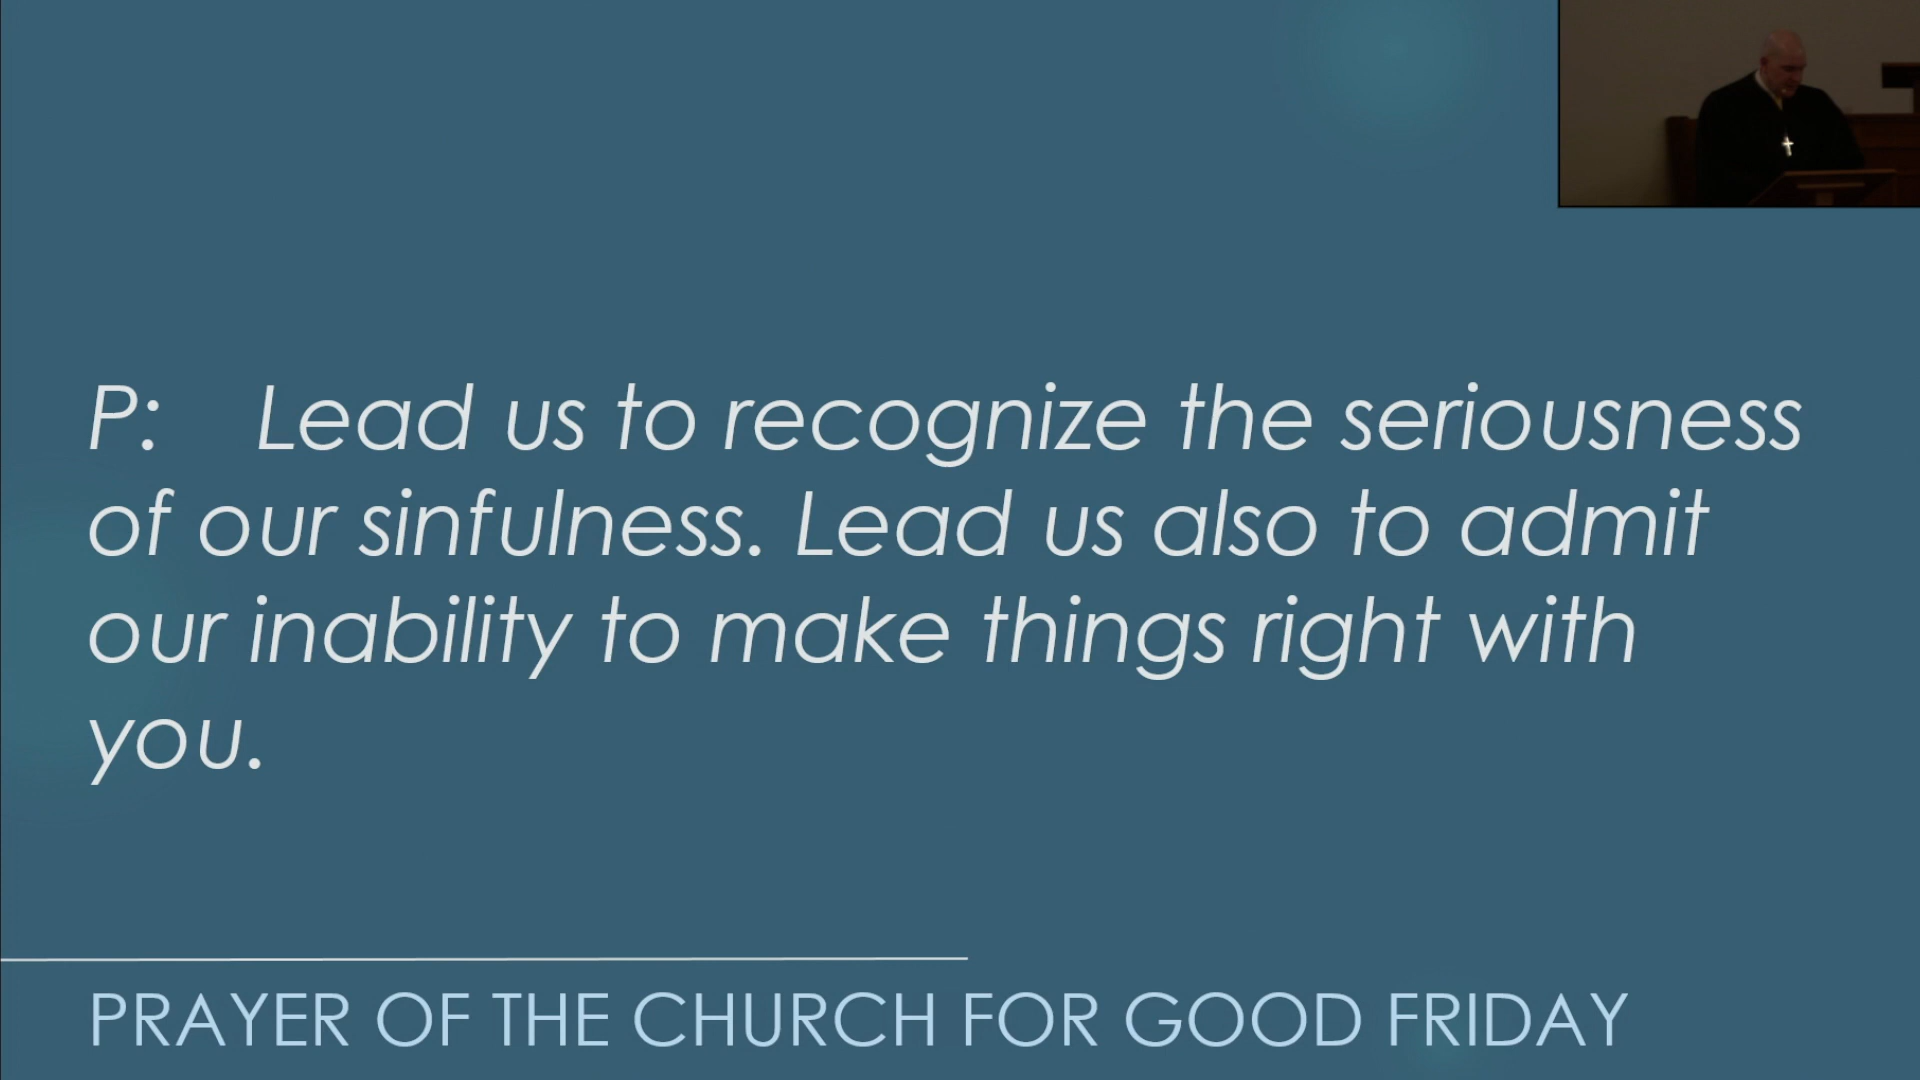 P: Lead us to recognize the seriousness
of our sinfulness. Lead us also to admit
our inability to make things right with
you.
PRAYER OF THE CHURCH FOR GOOD FRIDAY